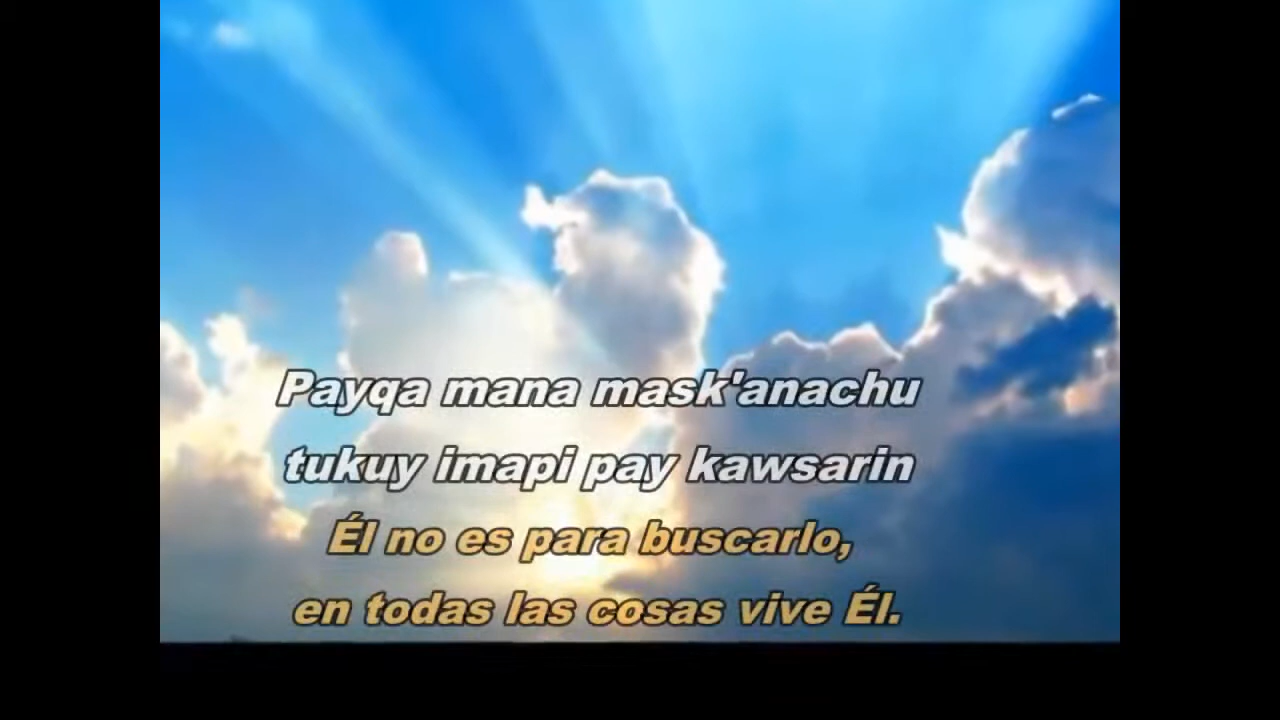 Payqa mana mask'anachu
tukuy imapi pay kawsarin
Él no es para buscarlo,
en todas las cosas vive Él.